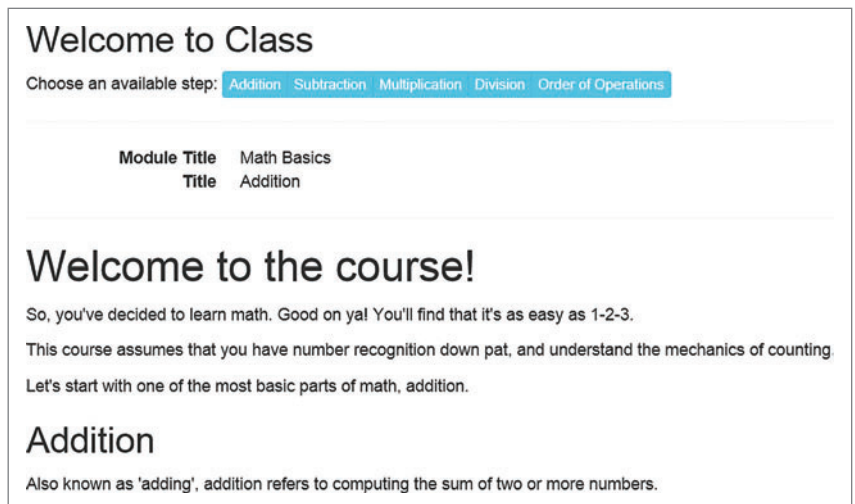 Welcome to Class
Choose an available step: Addition Subtraction Multiplication Division Order of Operations
Module Title Math Basics
Title Addition
Welcome to the course!
So, you've decided to learn math. Good on ya! You'll find that it's as easy as 1-2-3.
This course assumes that you have number recognition down pat, and understand the mechanics of counting.
Let's start with one of the most basic parts of math, addition.
Addition
Also known as 'adding', addition refers to computing the sum of two or more numbers.